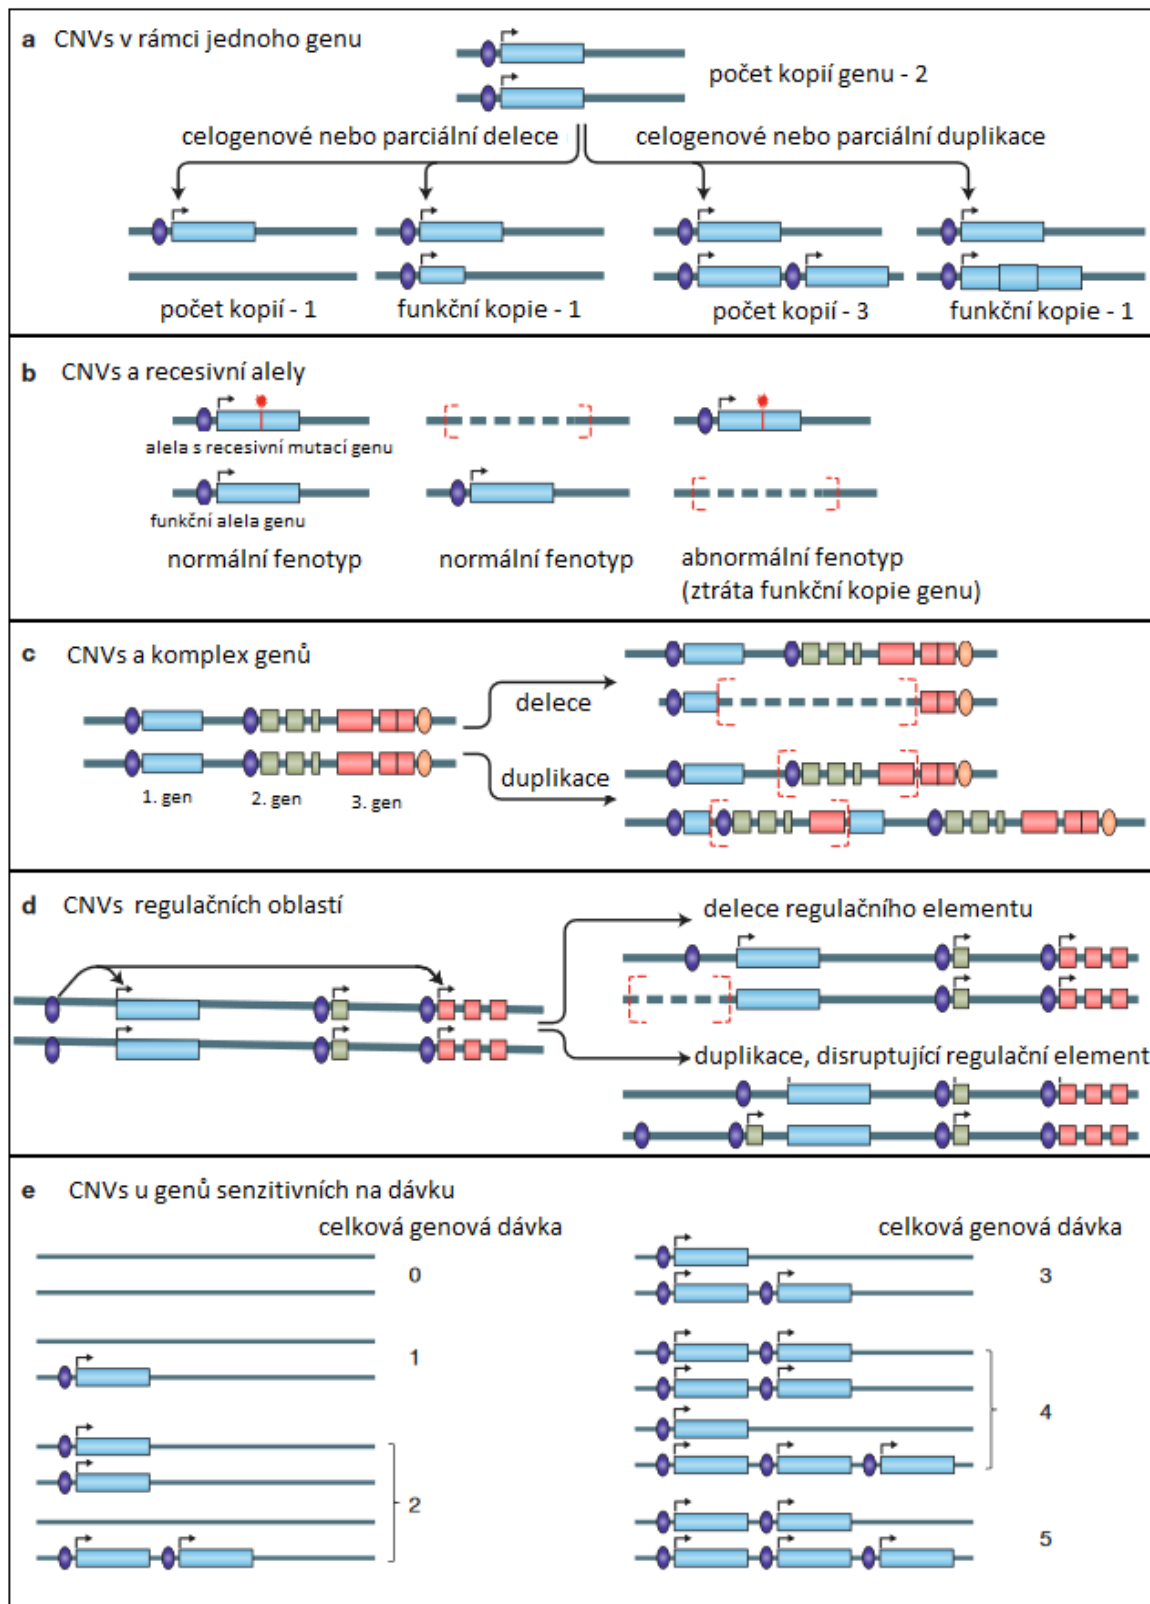 a CNVs v rámci jednoho genu
počet kopií genu - 2
celogenové nebo parciální delece
celogenové nebo parciální duplikace
počet kopií - 1
funkční kopie - 1
počet kopií - 3
funkční kopie - 1
b CNVs a recesivní alely
alela s recesivní mutací genu
funkční alela genu
normální fenotyp
normální fenotyp
abnormální fenotyp
(ztráta funkční kopie genu)
c CNVs a komplex genů
delece
duplikace
1. gen
2. gen
3. gen
d CNVs regulačních oblastí
delece regulačního elementu
duplikace, disruptující regulační element
e CNVs u genů senzitivních na dávku
celková genová dávka
0
1
2
celková genová dávka
3
4
5